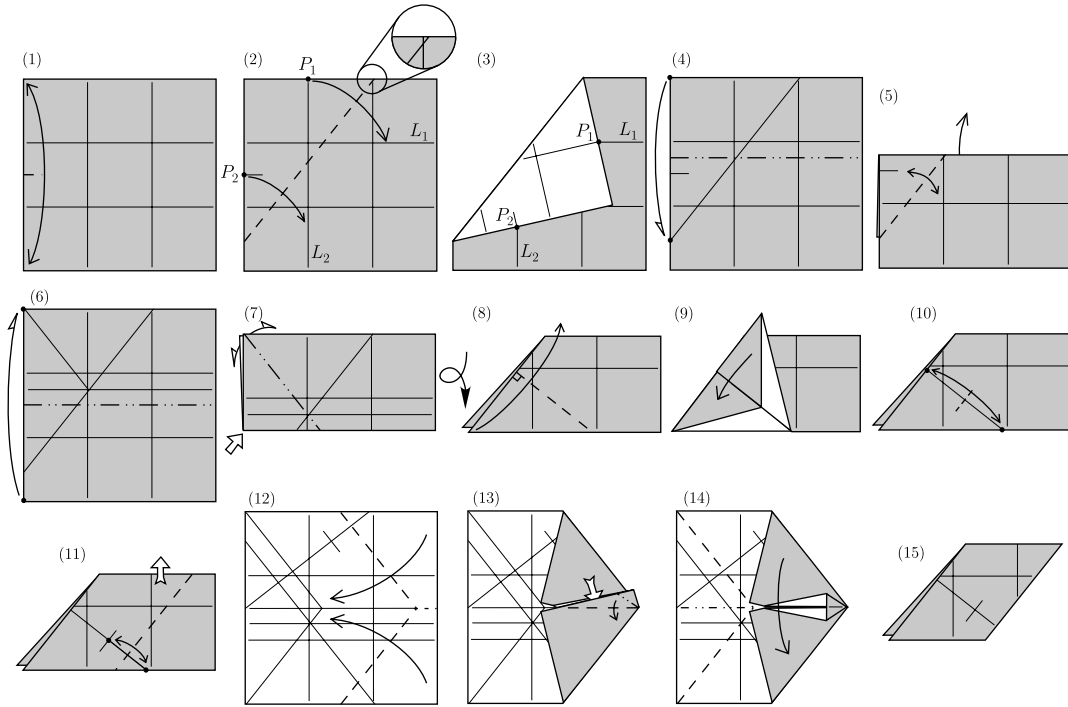 (1)
(2)
P1
L1
P2
L2
(3)
P1
L1
P2
L2
(4)
(5)
(6)
(7)
(8)
(9)
(10)
(11)
(12)
(13)
(14)
(15)